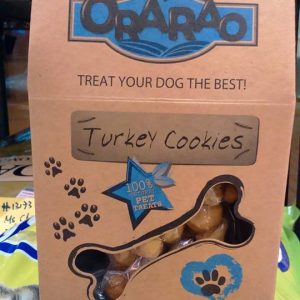 ORARAO
TREAT YOUR DOG THE BEST!
Turkey Cookies
100%
PET
TREATS